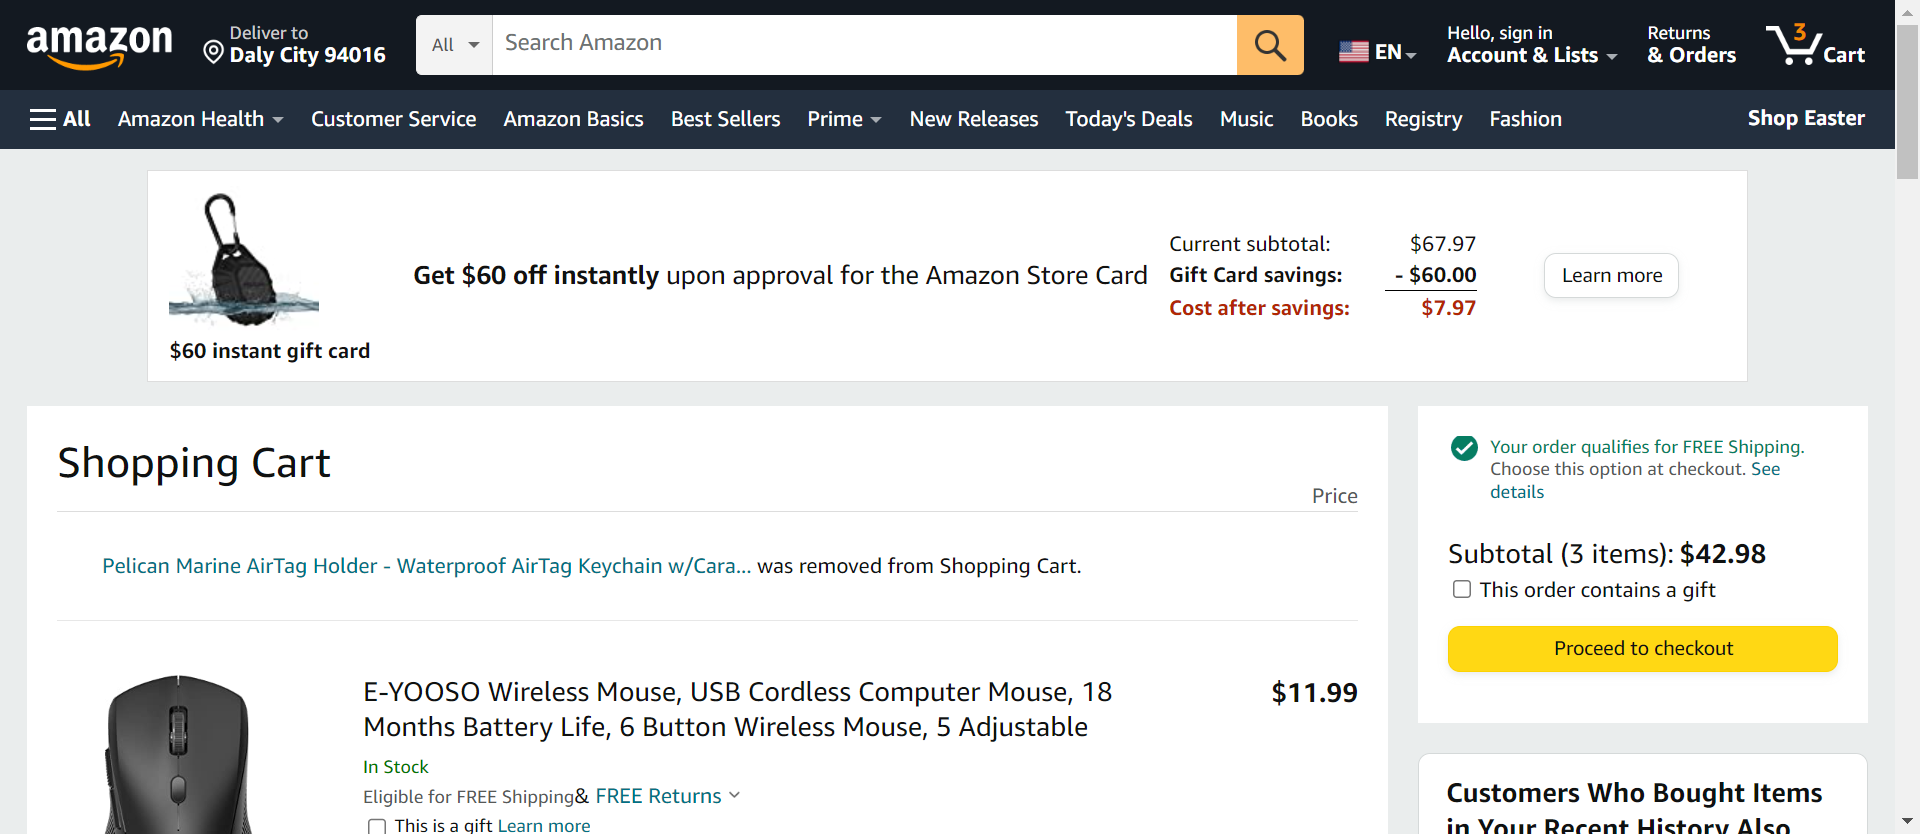 amazon
Deliver to
Daly City 94016
All
Search Amazon
EN
Hello, sign in
Account & Lists
Returns
& Orders
3
Cart
All
Amazon Health
Customer Service
Amazon Basics
Best Sellers
Prime
New Releases
Today's Deals
Music
Books
Registry
Fashion
Shop Easter
$60 instant gift card
Get $60 off instantly upon approval for the Amazon Store Card
Current subtotal: $67.97
Gift Card savings: - $60.00
Cost after savings: $7.97
Learn more
Shopping Cart
Price
Pelican Marine AirTag Holder - Waterproof AirTag Keychain w/Cara... was removed from Shopping Cart.
E-YOOSO Wireless Mouse, USB Cordless Computer Mouse, 18
Months Battery Life, 6 Button Wireless Mouse, 5 Adjustable
$11.99
In Stock
Eligible for FREE Shipping& FREE Returns
This is a gift Learn more
Your order qualifies for FREE Shipping.
Choose this option at checkout. See
details
Subtotal (3 items): $42.98
This order contains a gift
Proceed to checkout
Customers Who Bought Items
in Your Recent History Also